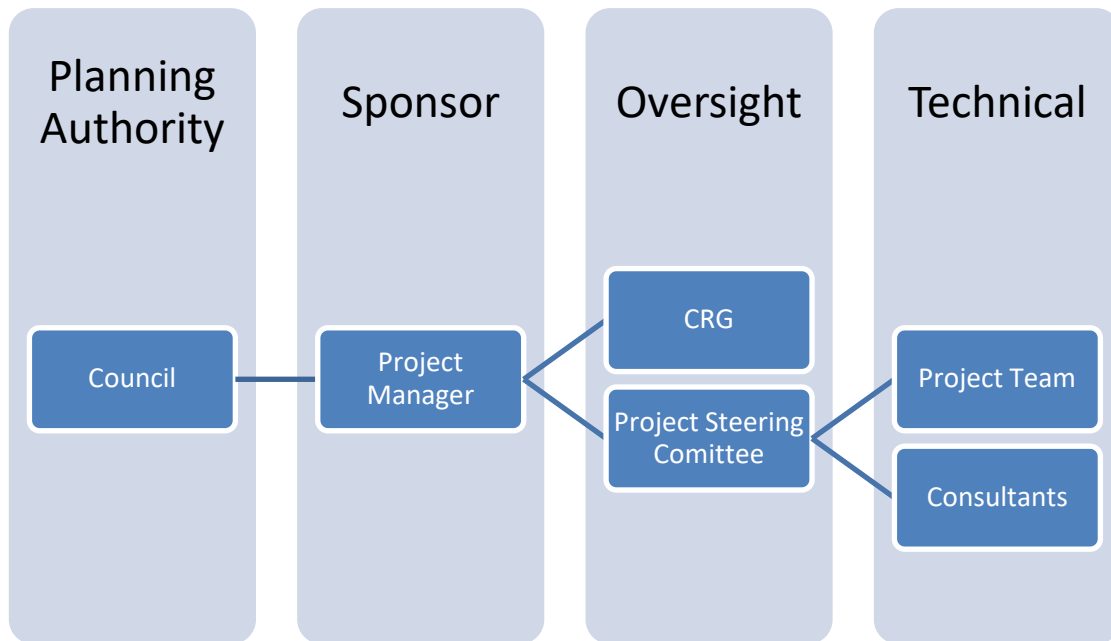 Planning
Authority
Sponsor
Oversight
Technical
Council
Project
Manager
CRG
Project Steering
Comittee
Project Team
Consultants